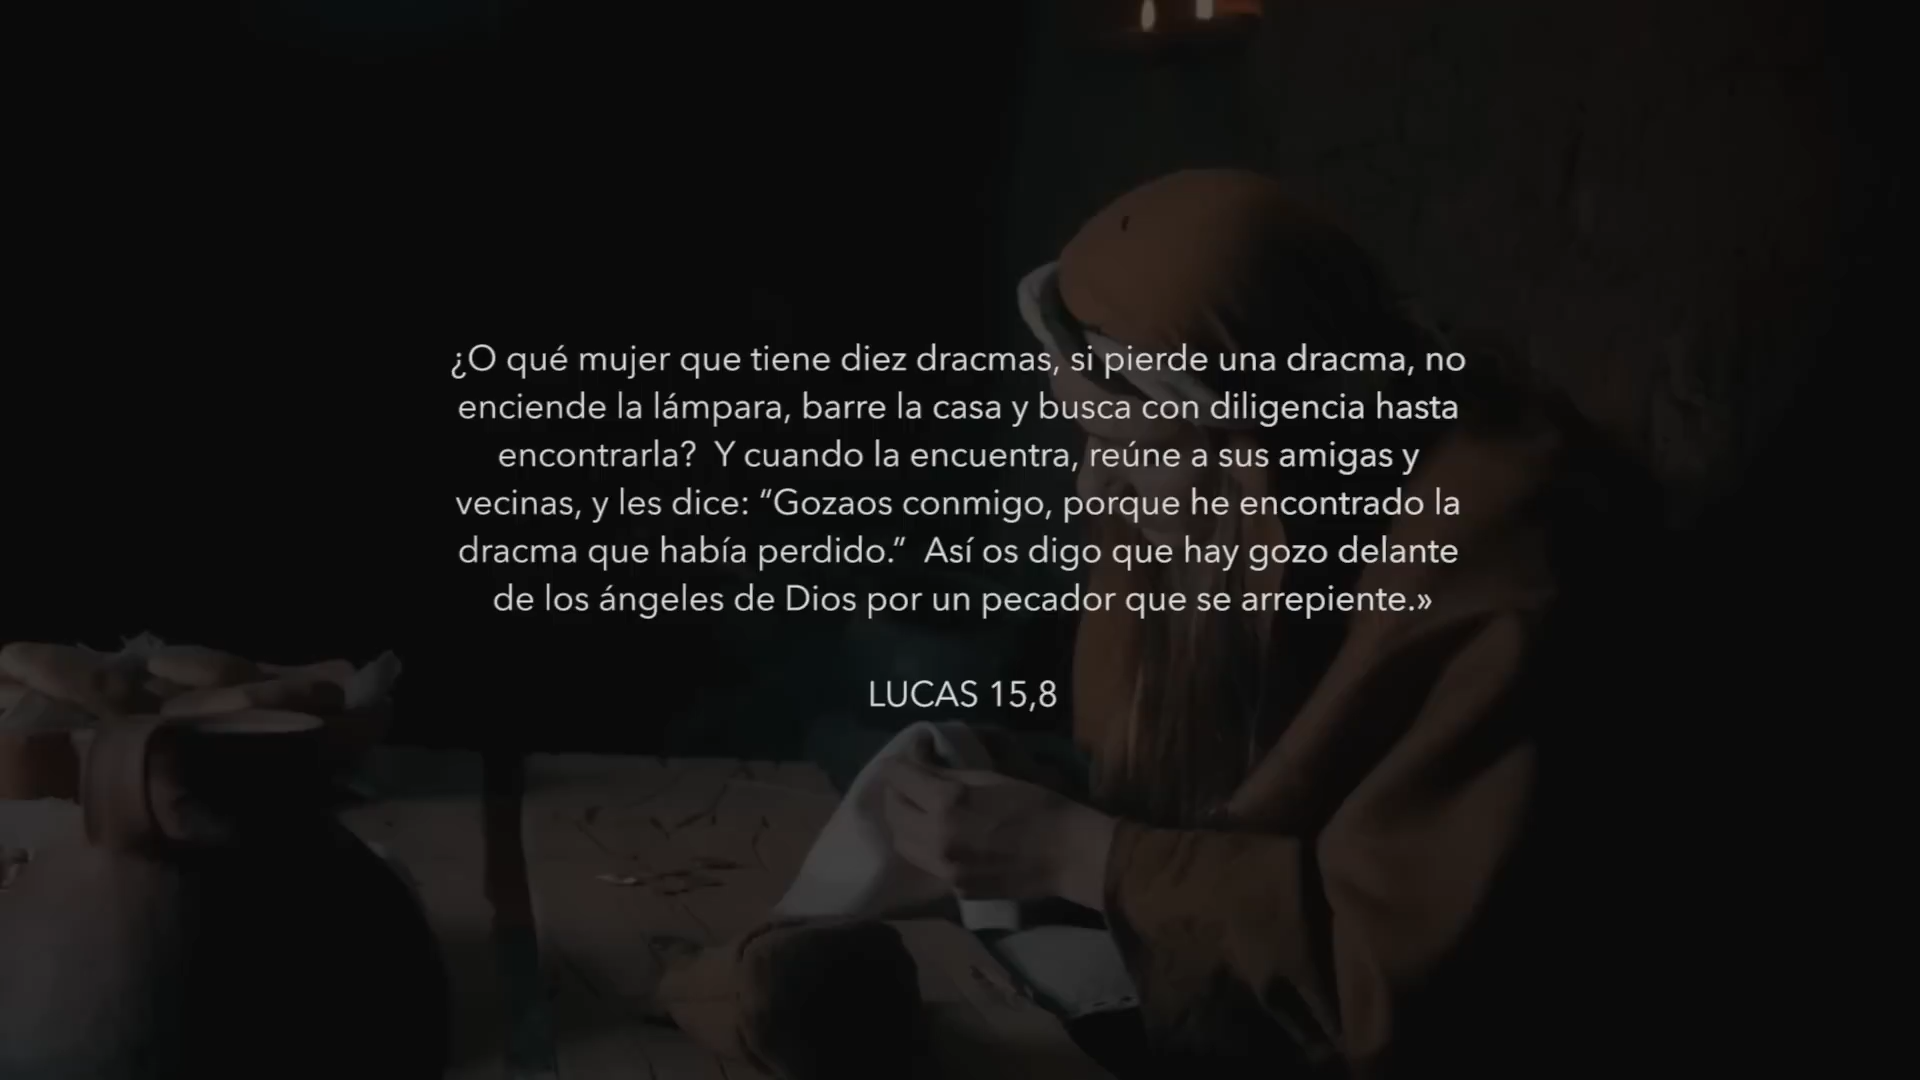 ¿O qué mujer que tiene diez dracmas, si pierde una dracma, no
enciende la lámpara, barre la casa y busca con diligencia hasta
encontrarla?  Y cuando la encuentra, reúne a sus amigas y
vecinas, y les dice: “Gozaos conmigo, porque he encontrado la
dracma que había perdido.”  Así os digo que hay gozo delante
de los ángeles de Dios por un pecador que se arrepiente.»
LUCAS 15,8